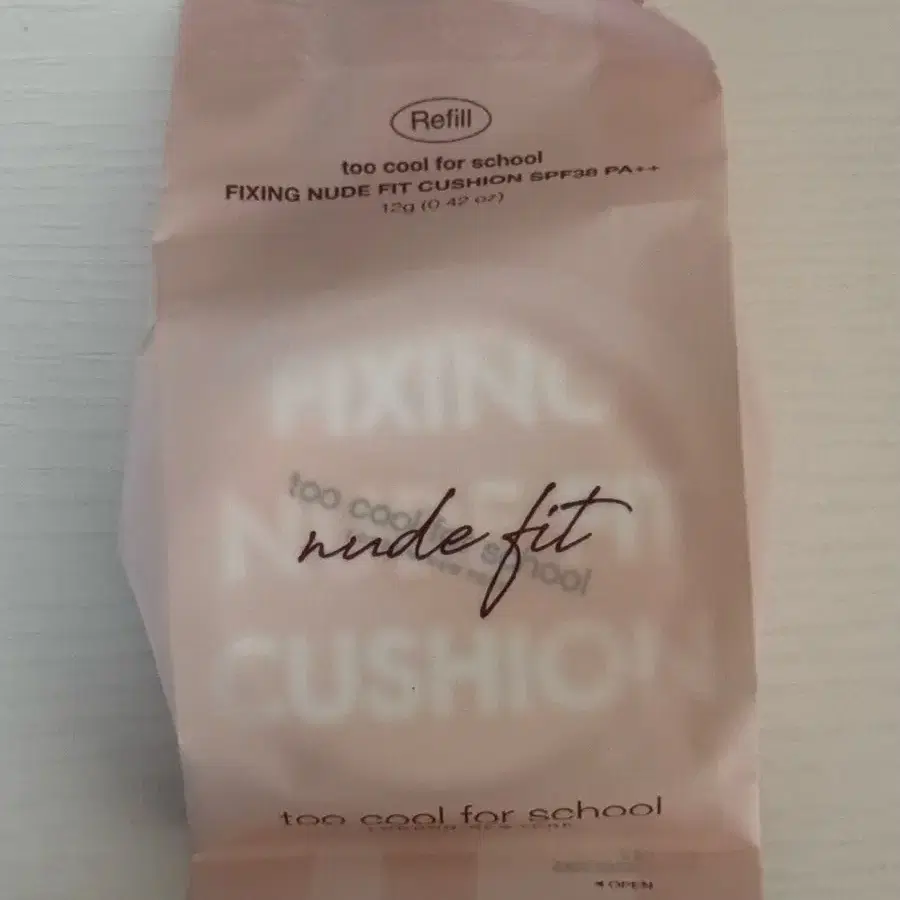 Refill
too cool for school
FIXING NUDE FIT CUSHION SPF38 PA++
12g (0.42 oz)
FIXING
too cool for school
nude fit
CUSHION
too cool for school
◄ OPEN